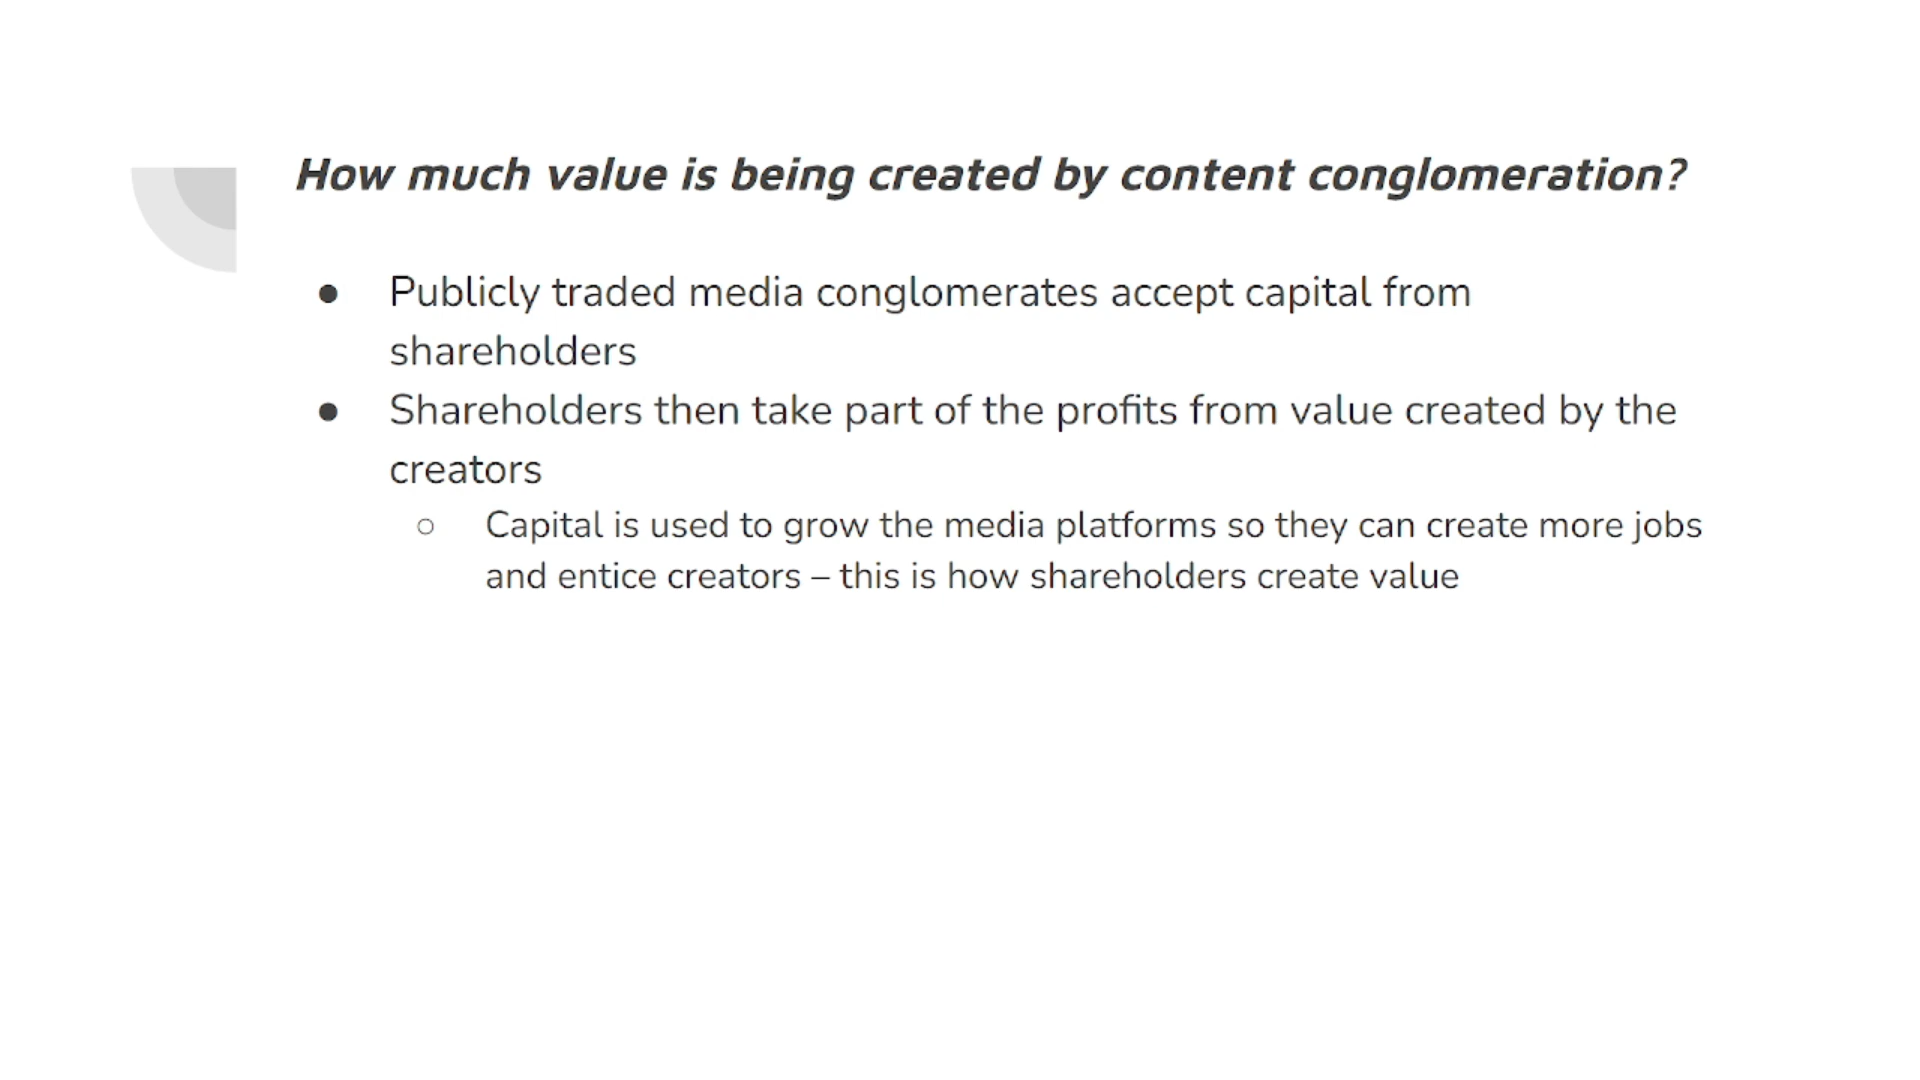 How much value is being created by content conglomeration?
● Publicly traded media conglomerates accept capital from
shareholders
● Shareholders then take part of the profits from value created by the
creators
○ Capital is used to grow the media platforms so they can create more jobs
and entice creators – this is how shareholders create value